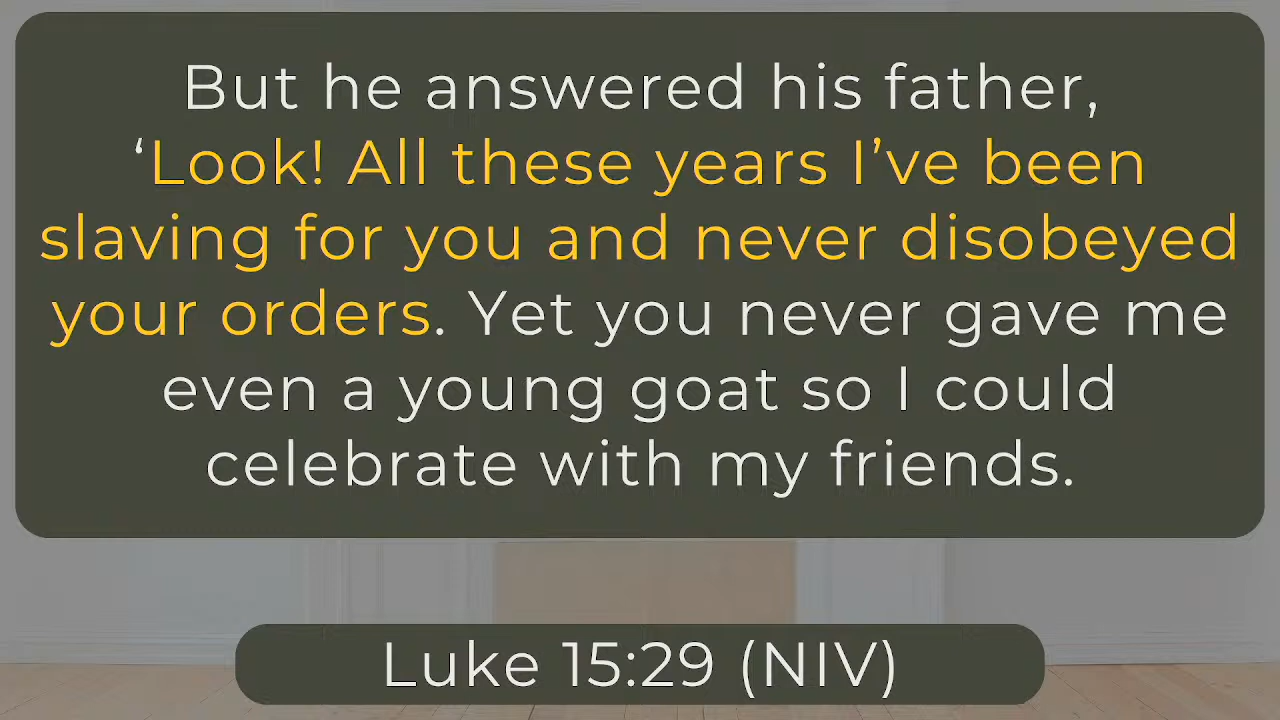 But he answered his father,
‘Look! All these years I’ve been
slaving for you and never disobeyed
your orders. Yet you never gave me
even a young goat so I could
celebrate with my friends.
Luke 15:29 (NIV)